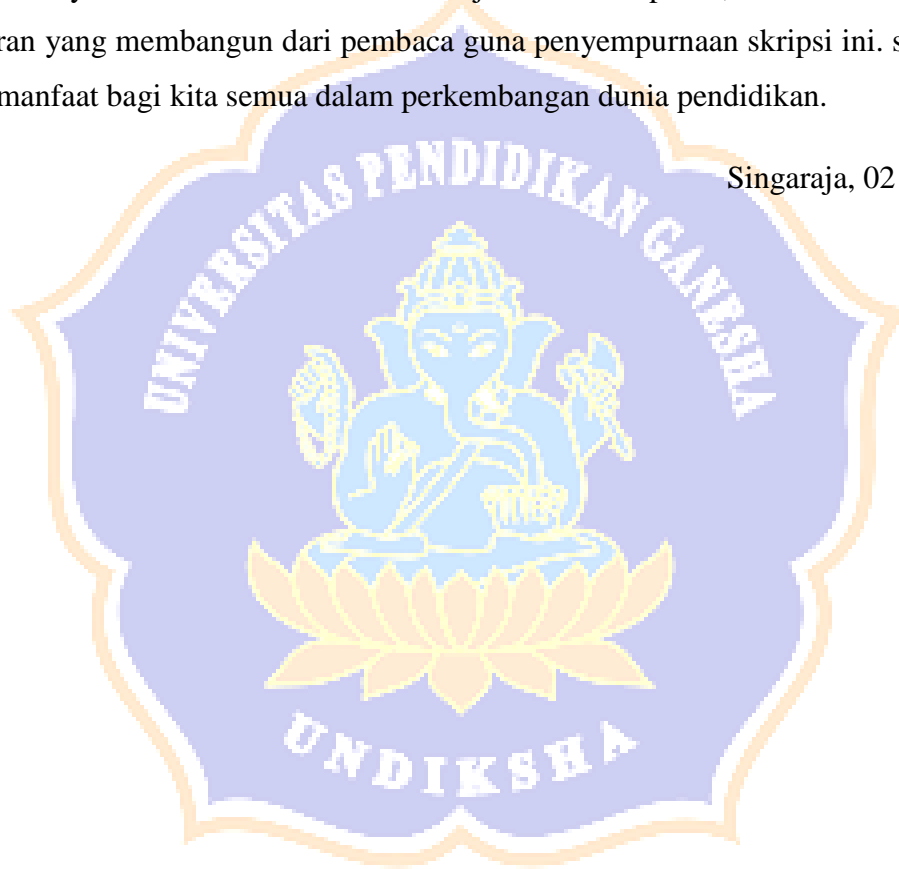 ran yang membangun dari pembaca guna penyempurnaan skripsi ini. s
manfaat bagi kita semua dalam perkembangan dunia pendidikan.
Singaraja, 02
UNIVERSITAS PENDIDIKAN GANESHA
UNDIKSHA